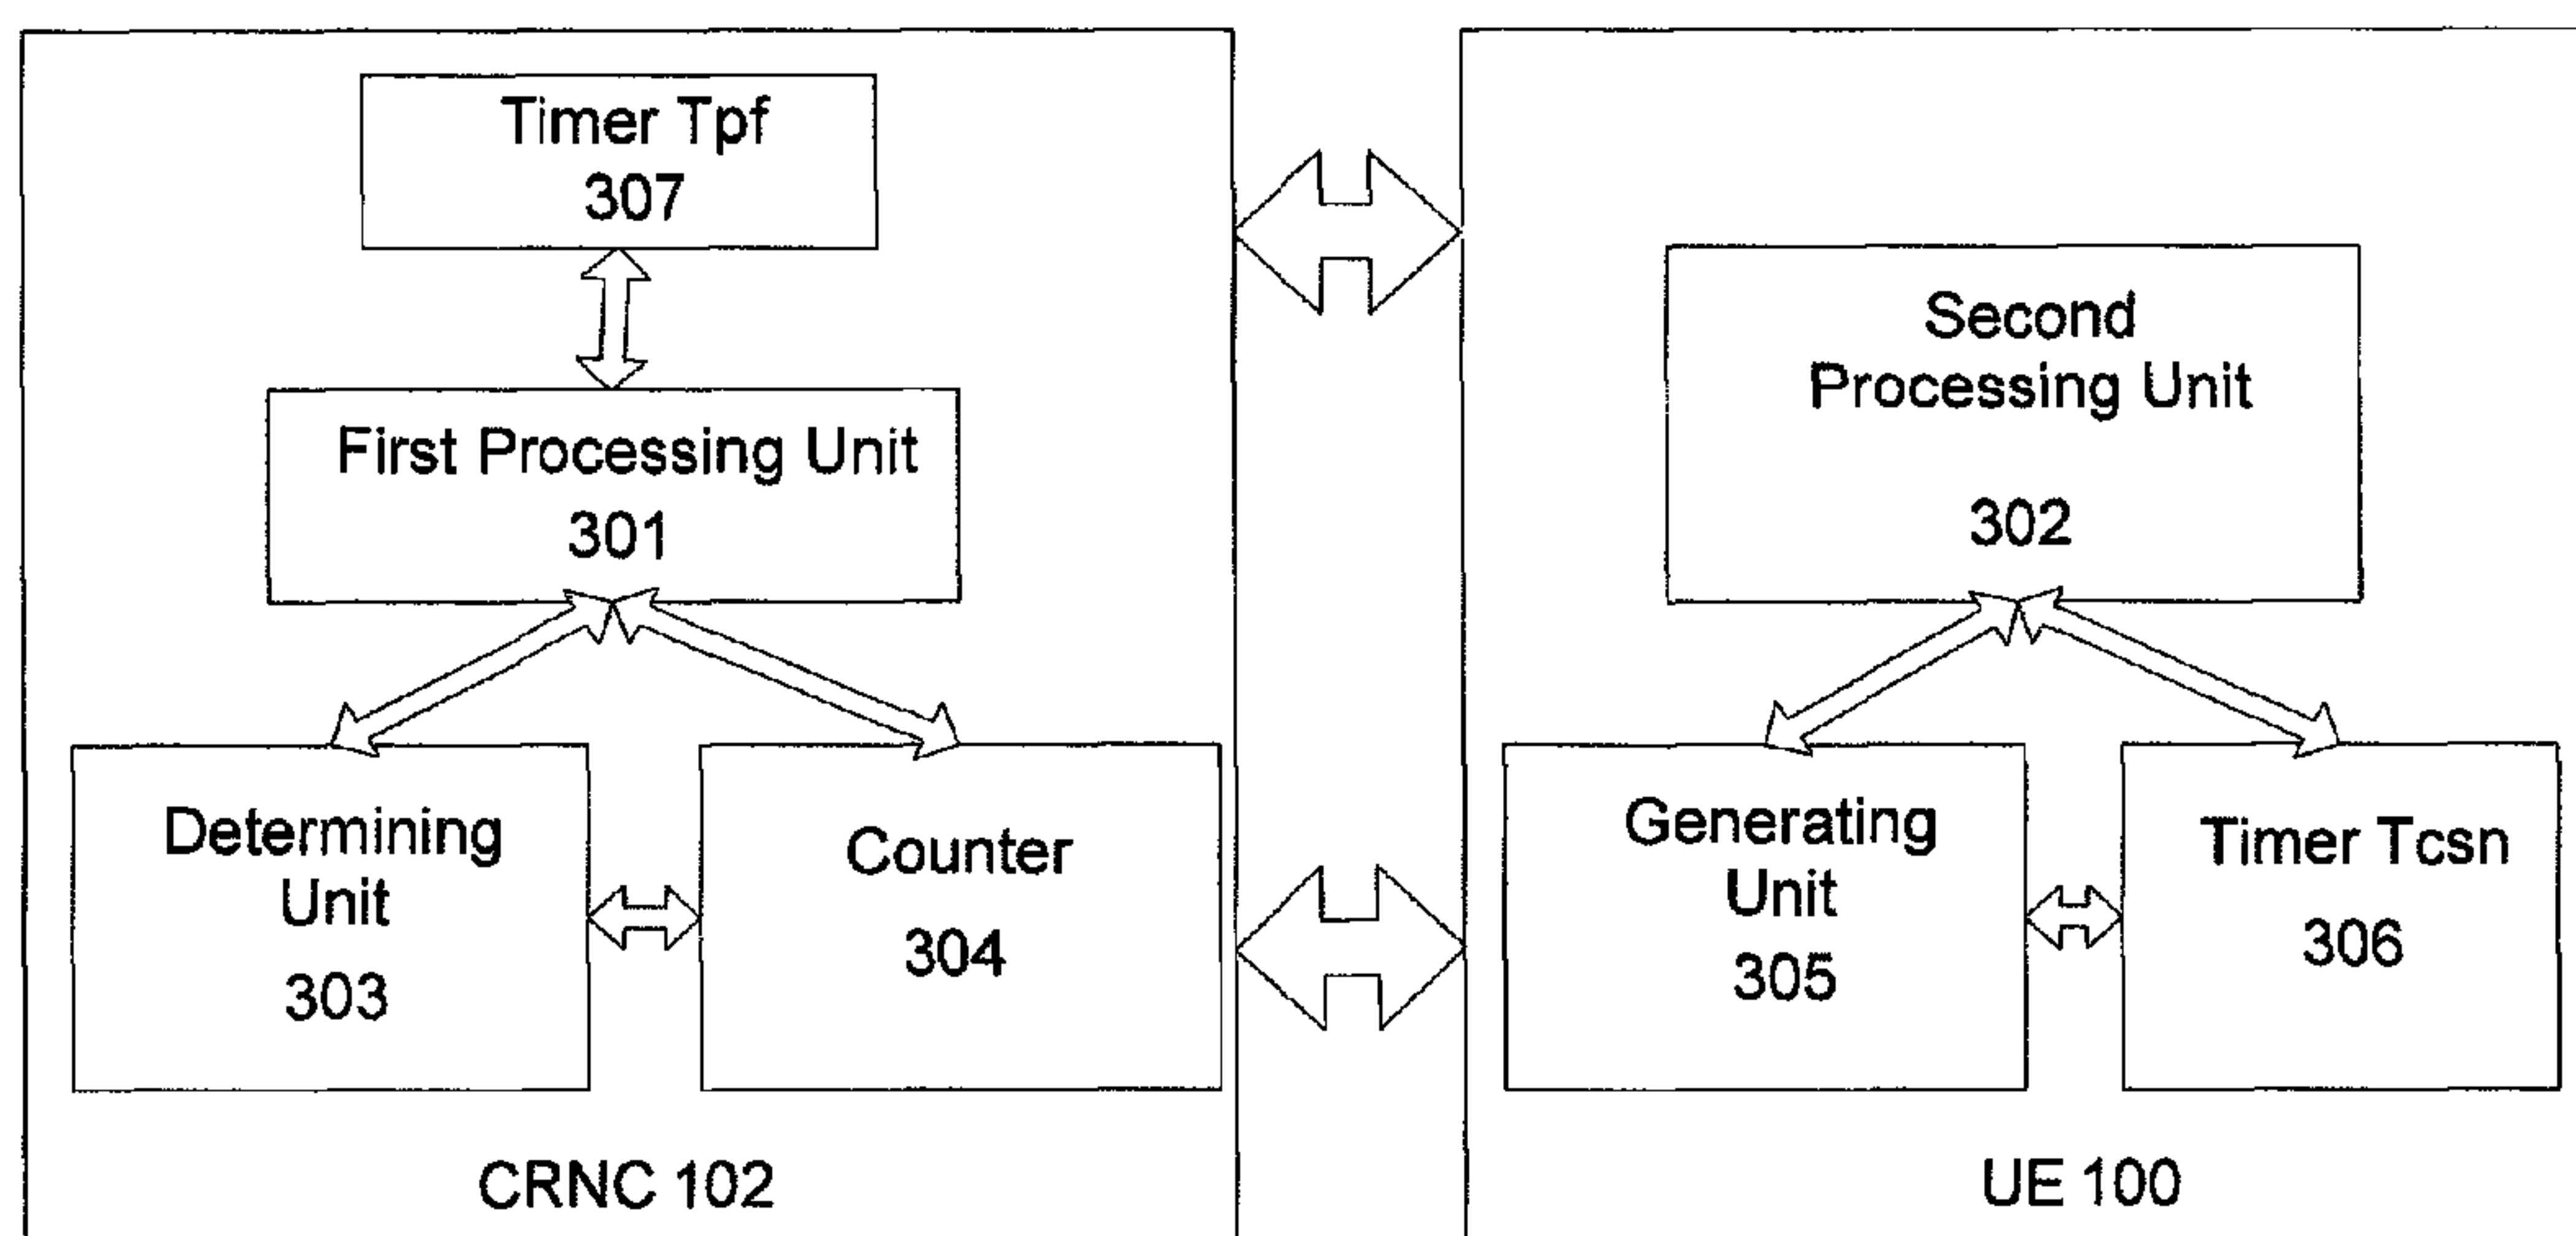 Timer Tpf
307
First Processing Unit
301
Determining
Unit
303
Counter
304
CRNC 102
Second
Processing Unit
302
Generating
Unit
305
Timer Tcsn
306
UE 100